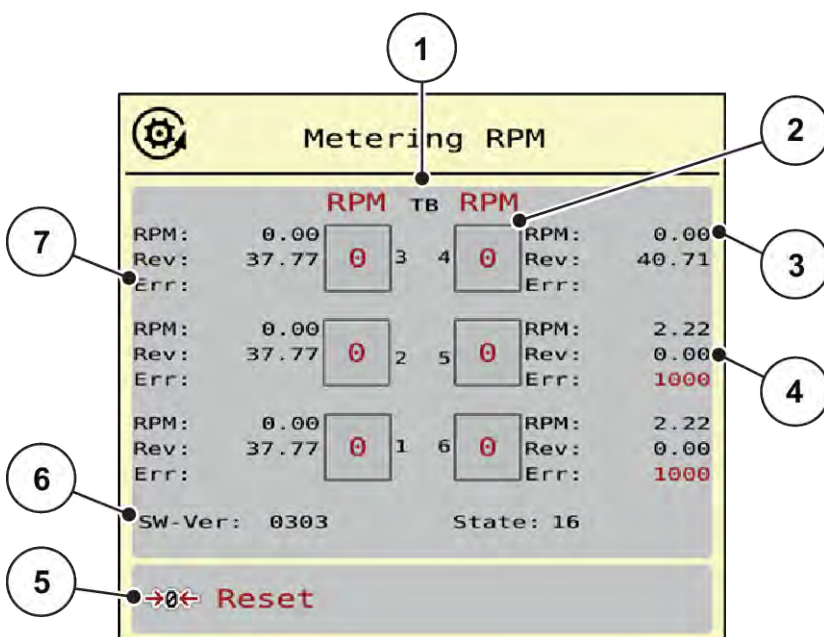 1
Metering RPM
2
RPM TB RPM
RPM: 0.00 RPM: 0.00
7 Rev: 37.77 0 3 4 0 Rev: 40.71 3
Err: Err:
RPM: 0.00 RPM: 2.22
Rev: 37.77 0 2 5 0 Rev: 0.00
Err: Err: 1000
4
RPM: 0.00 RPM: 2.22
Rev: 37.77 0 1 6 0 Rev: 0.00
Err: Err: 1000
6
SW-Ver: 0303 State: 16
5 →0← Reset